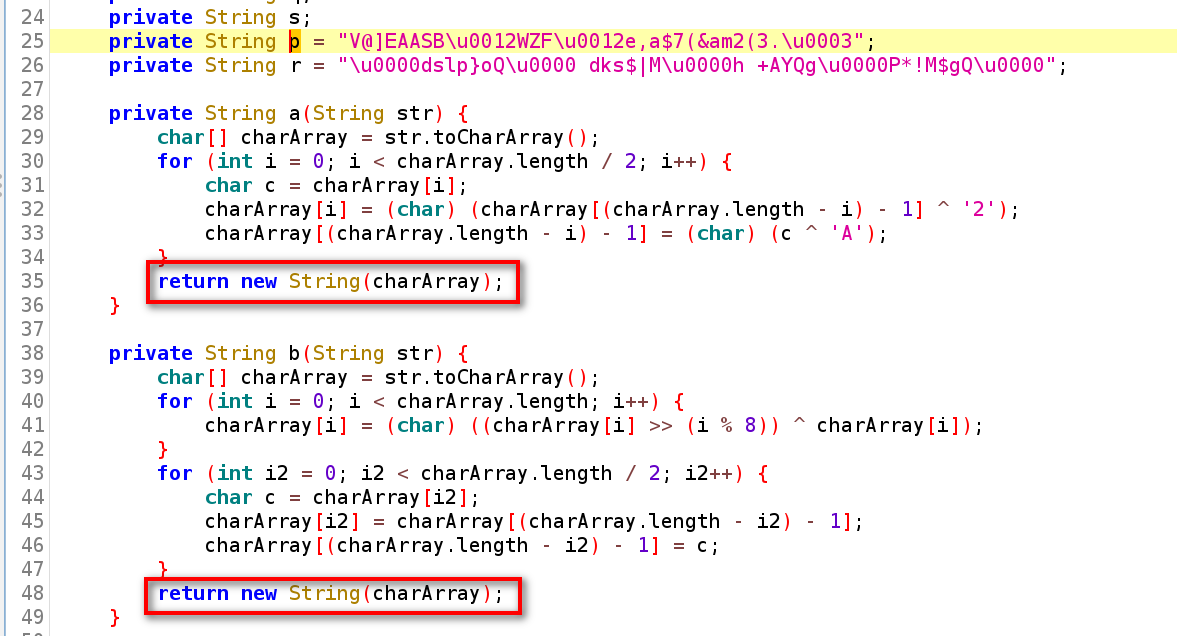 24 private String s;
25 private String p = "V@]EAASB\u0012WZF\u0012e,a$7(&am2(3.\u0003";
26 private String r = "\u0000dslp}oQ\u0000 dks$|M\u0000h +AYQg\u0000P*!M$gQ\u0000";
27
28 private String a(String str) {
29 char[] charArray = str.toCharArray();
30 for (int i = 0; i < charArray.length / 2; i++) {
31 char c = charArray[i];
32 charArray[i] = (char) (charArray[(charArray.length - i) - 1] ^ '2');
33 charArray[(charArray.length - i) - 1] = (char) (c ^ 'A');
34 }
35 return new String(charArray);
36 }
37
38 private String b(String str) {
39 char[] charArray = str.toCharArray();
40 for (int i = 0; i < charArray.length; i++) {
41 charArray[i] = (char) ((charArray[i] >> (i % 8)) ^ charArray[i]);
42 }
43 for (int i2 = 0; i2 < charArray.length / 2; i2++) {
44 char c = charArray[i2];
45 charArray[i2] = charArray[(charArray.length - i2) - 1];
46 charArray[(charArray.length - i2) - 1] = c;
47 }
48 return new String(charArray);
49 }